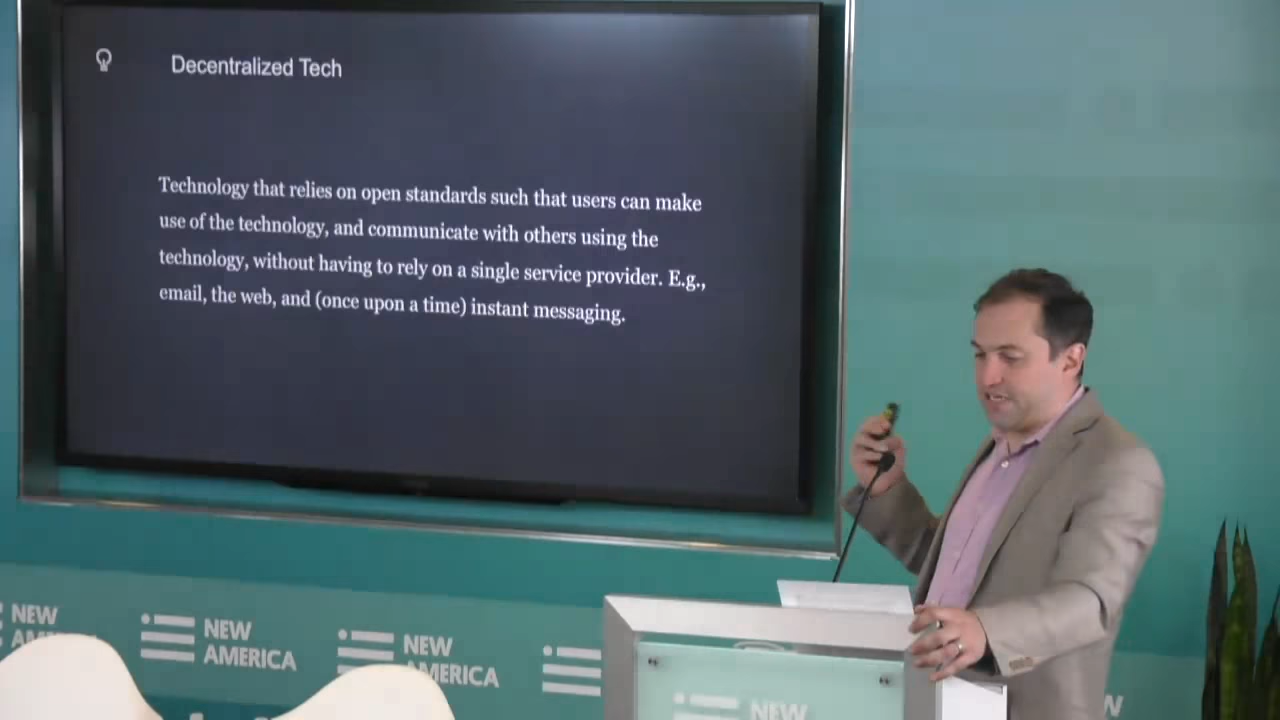 Decentralized Tech
Technology that relies on open standards such that users can make
use of the technology, and communicate with others using the
technology, without having to rely on a single service provider. E.g.,
email, the web, and (once upon a time) instant messaging.
NEW
AMERICA
NEW
AMERICA
NEW
AMERICA
NEW